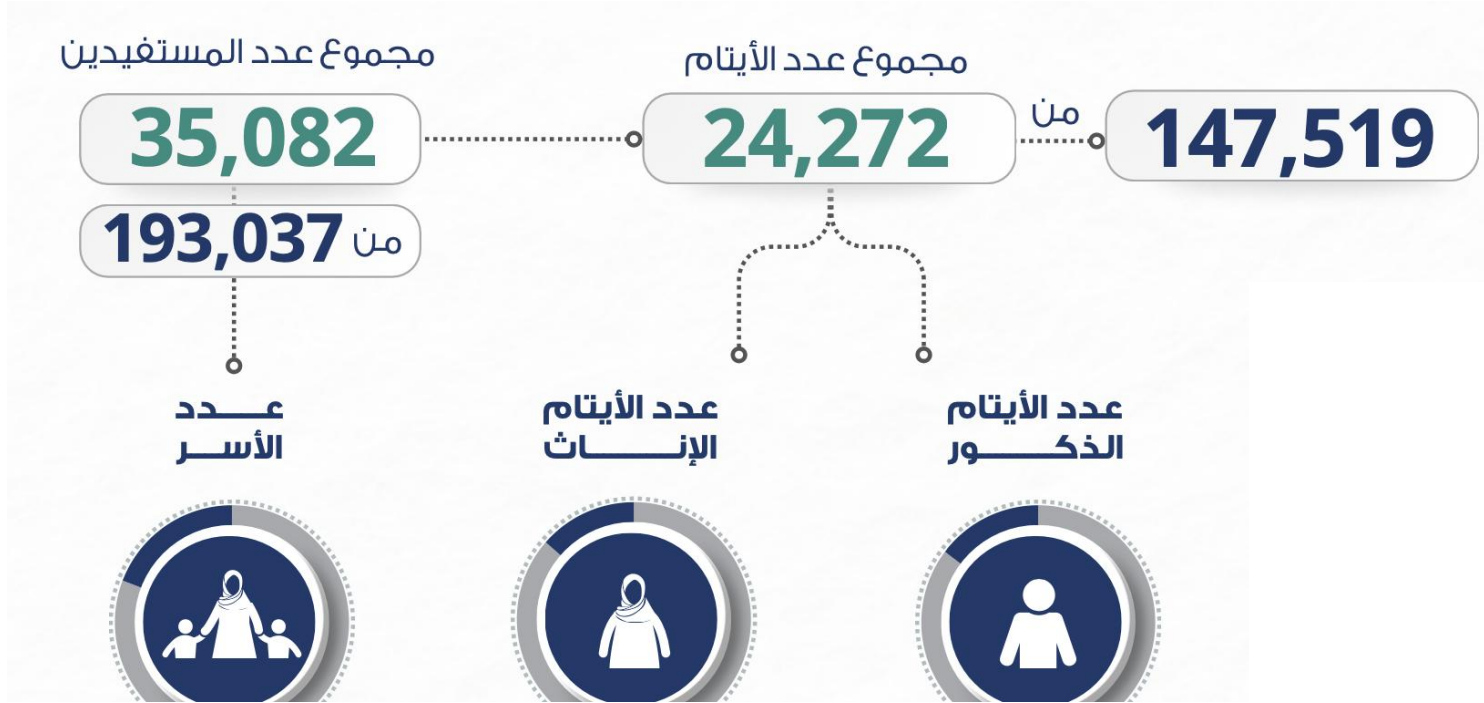 مجموع عدد المستفيدين
35,082
من 193,037
مجموع عدد الأيتام
24,272
من
147,519
عدد الأيتام
الذكور
عدد الأيتام
الإناث
عدد
الأسر